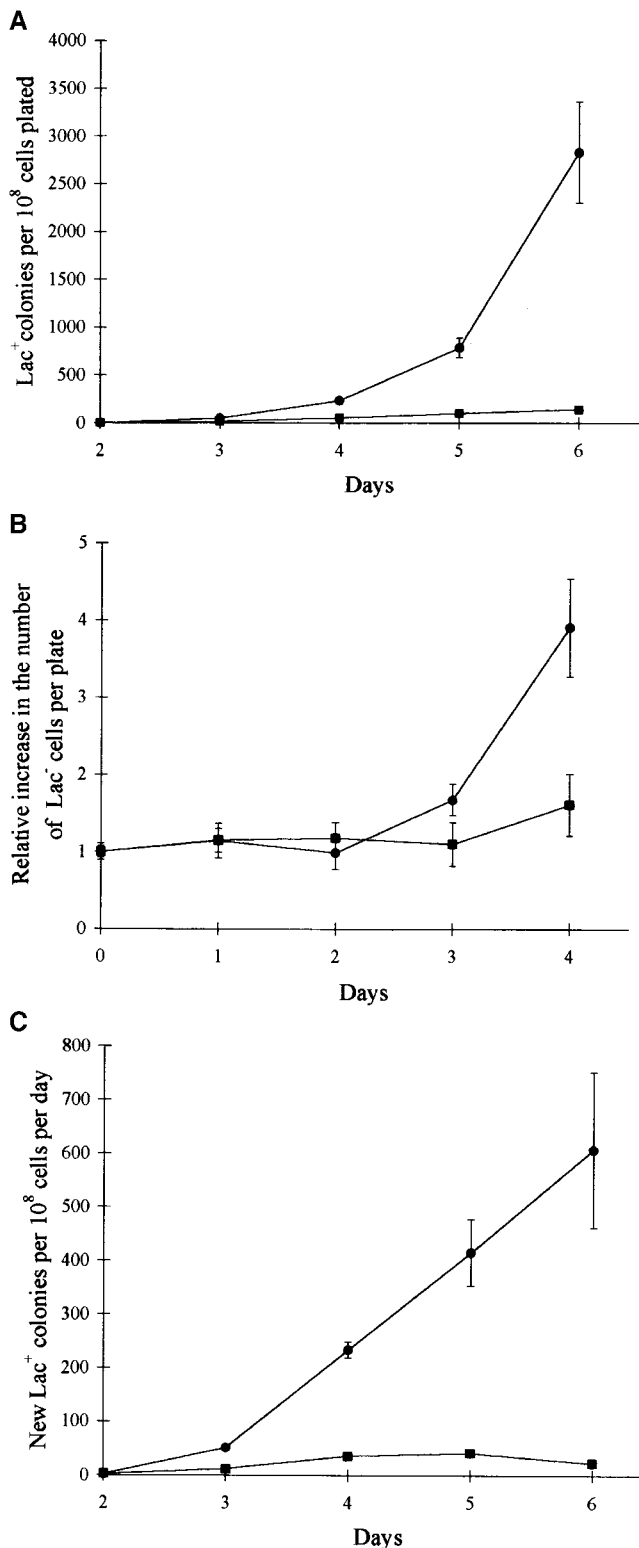 A
4000
3500
3000
2500
2000
1500
1000
500
0
Lac⁺ colonies per 10⁸ cells plated
2 3 4 5 6
Days
B
5
4
3
2
1
0
Relative increase in the number
of Lac⁻ cells per plate
0 1 2 3 4
Days
C
800
700
600
500
400
300
200
100
0
New Lac⁺ colonies per 10⁸ cells per day
2 3 4 5 6
Days